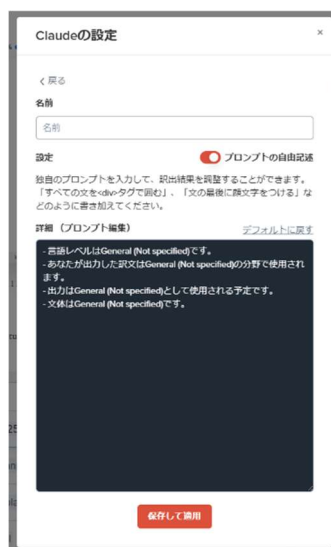 Claudeの設定
×
戻る
名前
名前
設定
プロンプトの自由記述
独自のプロンプトを入力して、訳出結果を調整することができます。
「すべての文を<div>タグで囲む」、「文の最後に顔文字をつける」な
どのように書き加えてください。
詳細（プロンプト編集）
デフォルトに戻す
- 言語レベルはGeneral (Not specified)です。
- あなたが出力した訳文はGeneral (Not specified)の分野で使用され
ます。
- 出力はGeneral (Not specified)として使用される予定です。
- 文体はGeneral (Not specified)です。
保存して適用